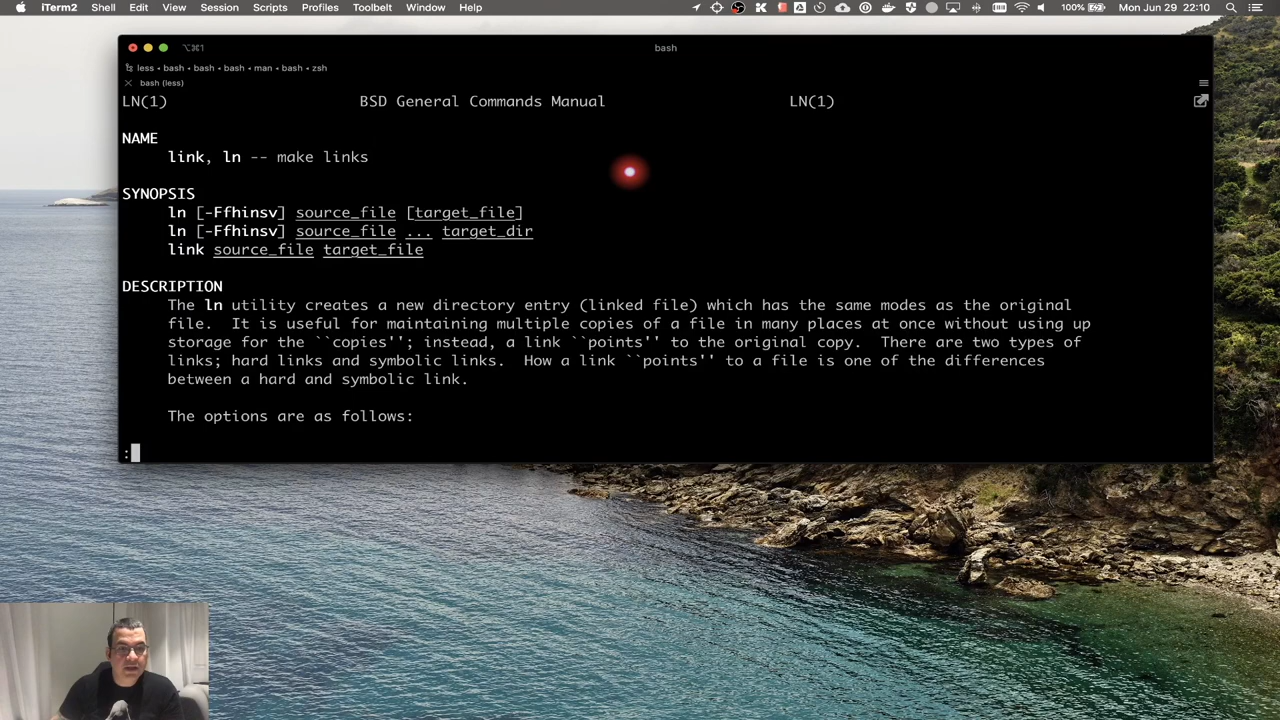 iTerm2 Shell Edit View Session Scripts Profiles Toolbelt Window Help 100% Mon Jun 29 22:10
⌥⌘1 bash
less ◂ bash ◂ bash ◂ bash ◂ man ◂ bash ◂ zsh
bash (less)
LN(1) BSD General Commands Manual LN(1)
NAME
link, ln -- make links
SYNOPSIS
ln [-Ffhinsv] source_file [target_file]
ln [-Ffhinsv] source_file ... target_dir
link source_file target_file
DESCRIPTION
The ln utility creates a new directory entry (linked file) which has the same modes as the original
file. It is useful for maintaining multiple copies of a file in many places at once without using up
storage for the ``copies''; instead, a link ``points'' to the original copy. There are two types of
links; hard links and symbolic links. How a link ``points'' to a file is one of the differences
between a hard and symbolic link.
The options are as follows:
: